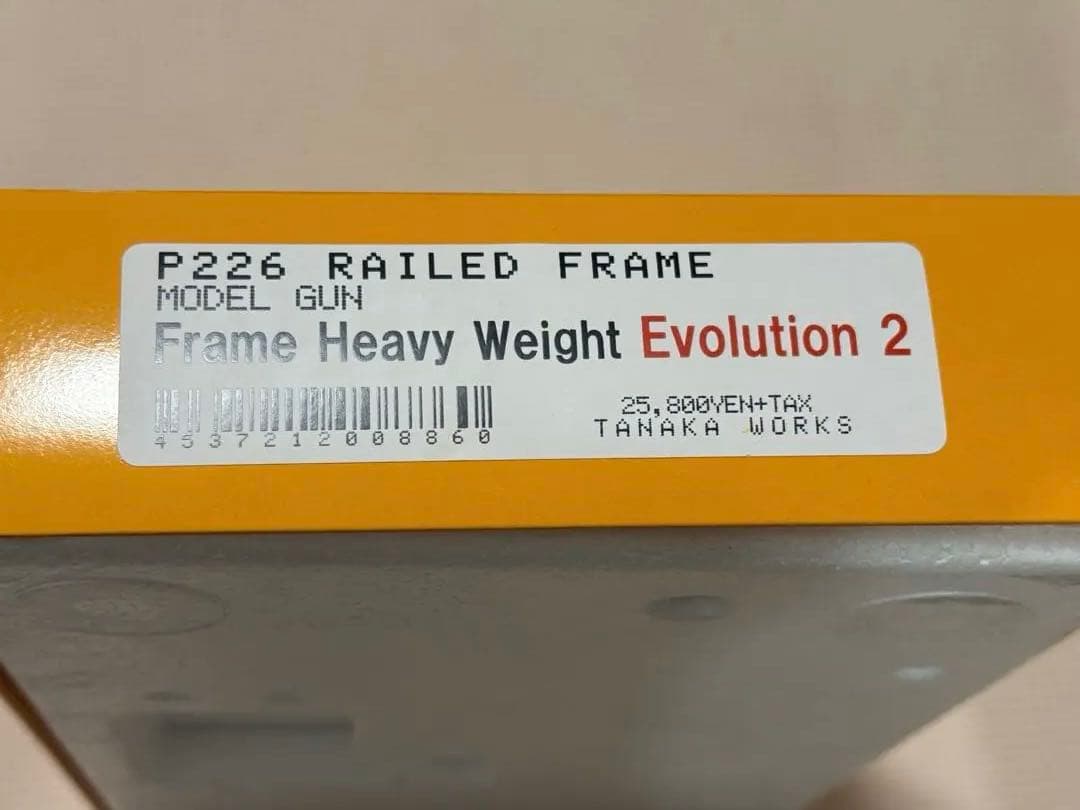 P226 RAILED FRAME
MODEL GUN
Frame Heavy Weight Evolution 2
4537212008860
25,800YEN+TAX
TANAKA WORKS